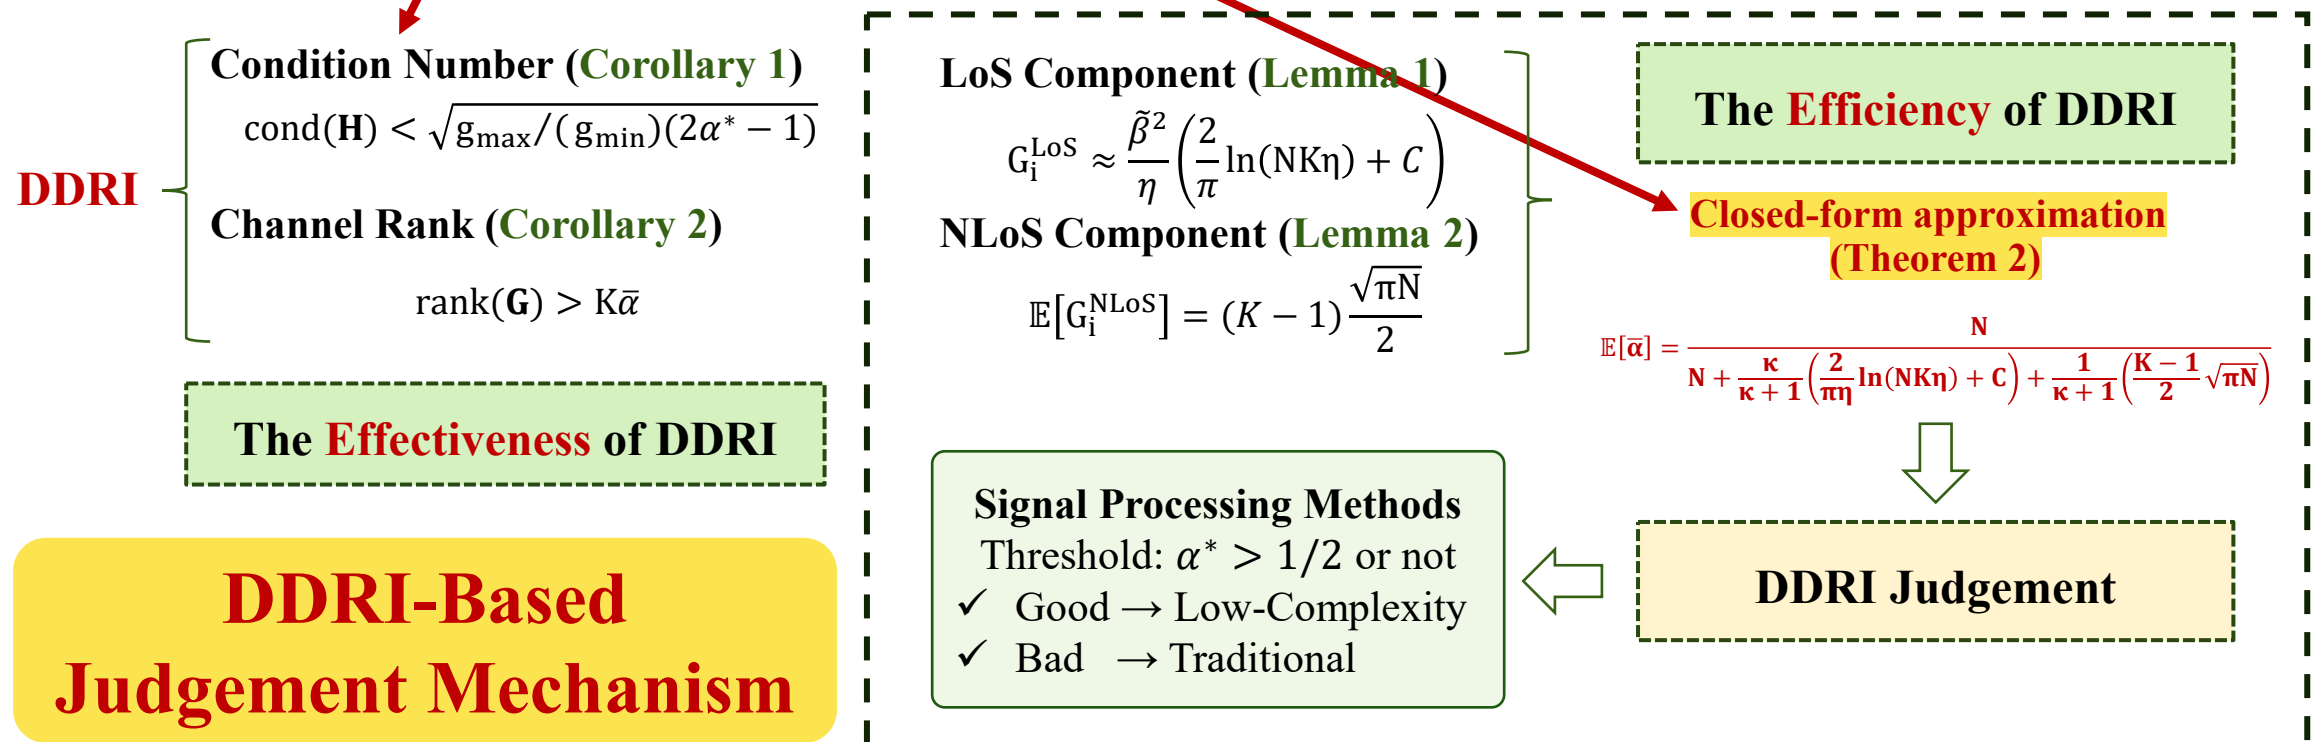 DDRI
Condition Number (Corollary 1)
cond(H) < √(g_max/(g_min)(2α* − 1))
Channel Rank (Corollary 2)
rank(G) > Kᾱ
The Effectiveness of DDRI
DDRI-Based
Judgement Mechanism
LoS Component (Lemma 1)
G_i^LoS ≈ β̃²/η (2/π ln(NKη) + C)
NLoS Component (Lemma 2)
𝔼[G_i^NLoS] = (K − 1) √(πN)/2
The Efficiency of DDRI
Closed-form approximation
(Theorem 2)
𝔼[ᾱ] = N / (N + κ/(κ + 1) (2/(πη) ln(NKη) + C) + 1/(κ + 1) ((K − 1)/2 √(πN)))
DDRI Judgement
Signal Processing Methods
Threshold: α* > 1/2 or not
✓ Good → Low-Complexity
✓ Bad → Traditional